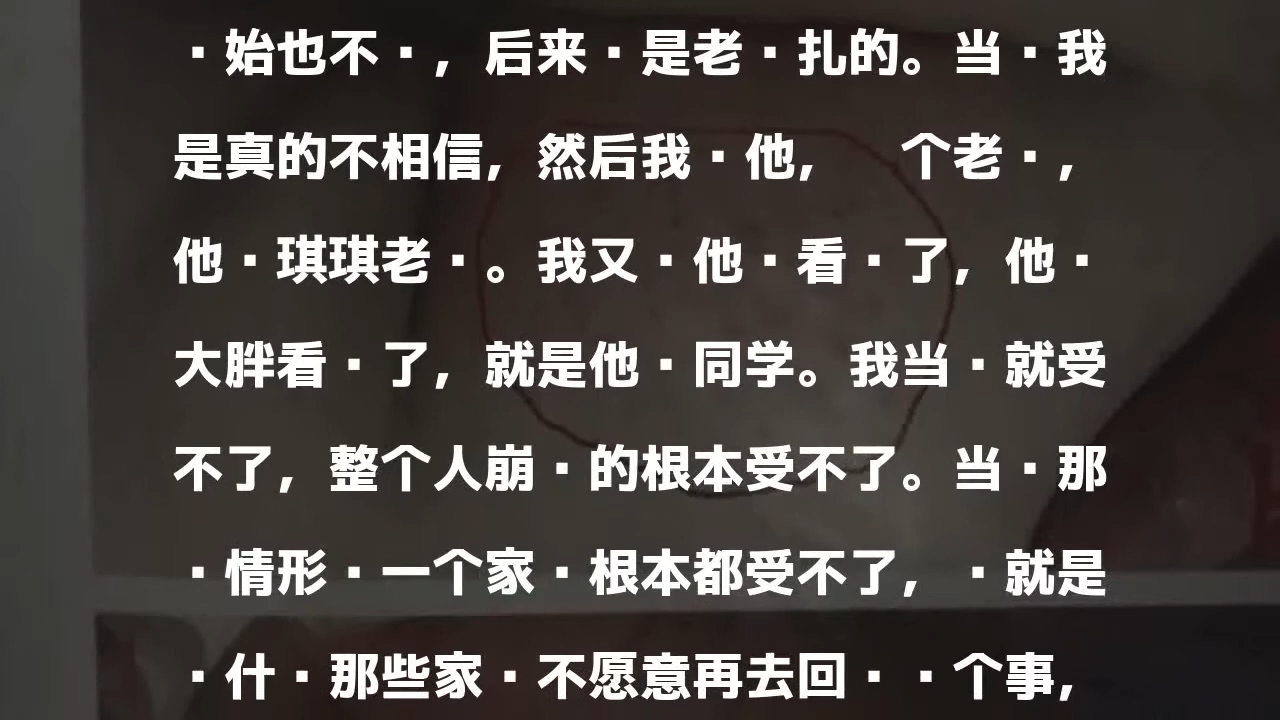 ·始也不·，后来·是老·扎的。当·我
是真的不相信，然后我·他， 个老·，
他·琪琪老·。我又·他·看·了，他·
大胖看·了，就是他·同学。我当·就受
不了，整个人崩·的根本受不了。当·那
·情形·一个家·根本都受不了，·就是
·什·那些家·不愿意再去回··个事，